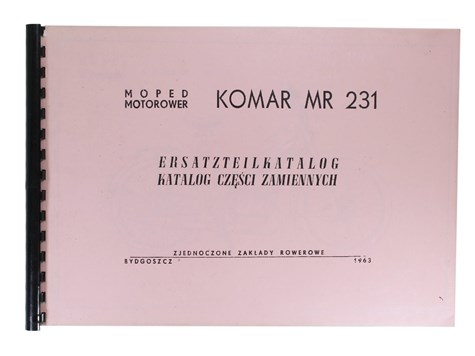 MOPED
MOTOROWER KOMAR MR 231
ERSATZTEILKATALOG
KATALOG CZĘŚCI ZAMIENNYCH
ZJEDNOCZONE ZAKŁADY ROWEROWE
BYDGOSZCZ 1963